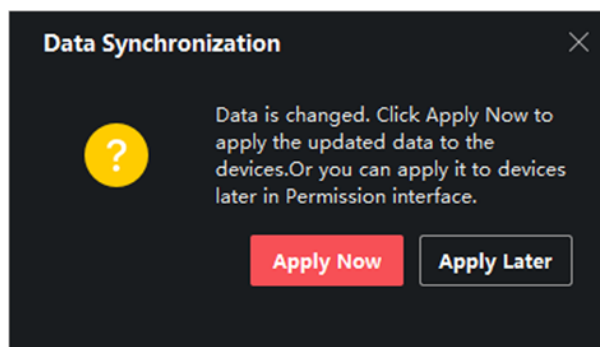 Data Synchronization
?
Data is changed. Click Apply Now to
apply the updated data to the
devices.Or you can apply it to devices
later in Permission interface.
Apply Now
Apply Later